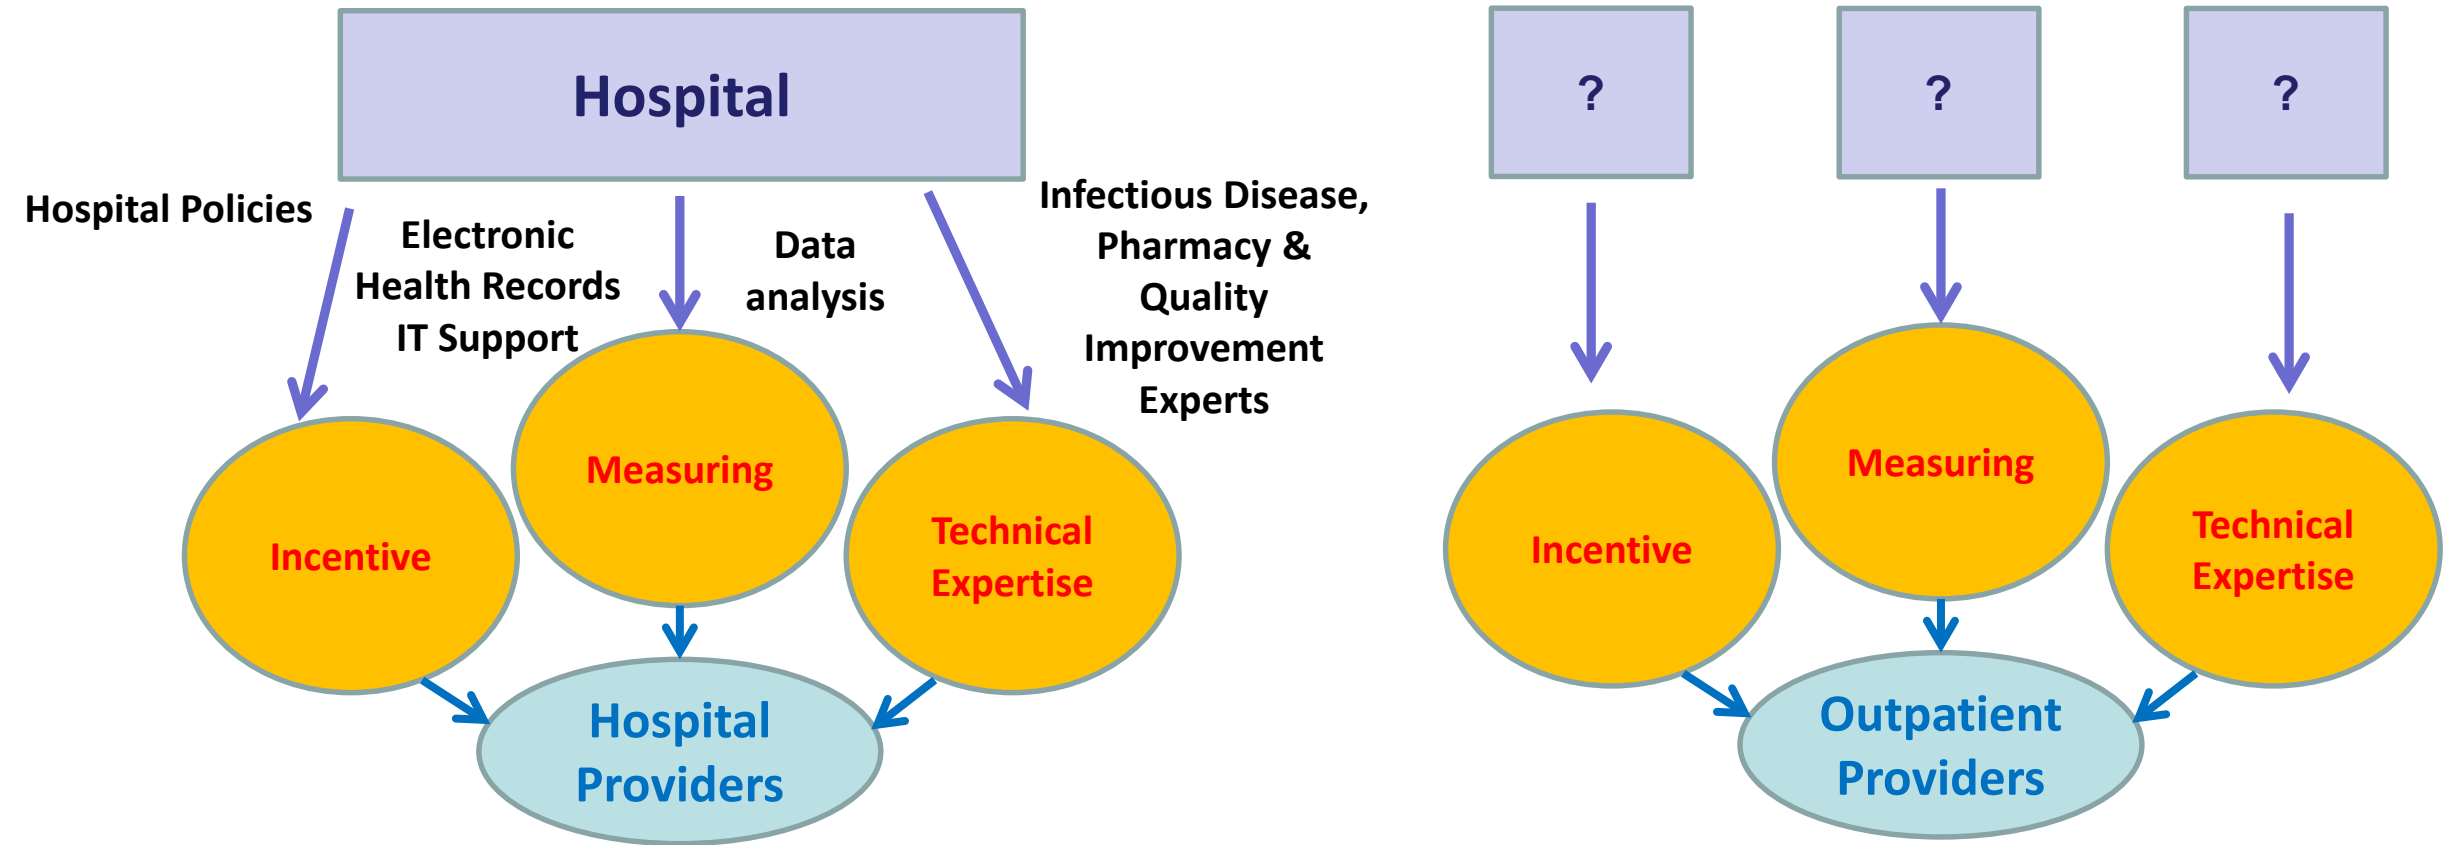 Hospital
Hospital Policies
Electronic
Health Records
IT Support
Data
analysis
Infectious Disease,
Pharmacy &
Quality
Improvement
Experts
Incentive
Measuring
Technical
Expertise
Hospital
Providers
?
?
?
Incentive
Measuring
Technical
Expertise
Outpatient
Providers